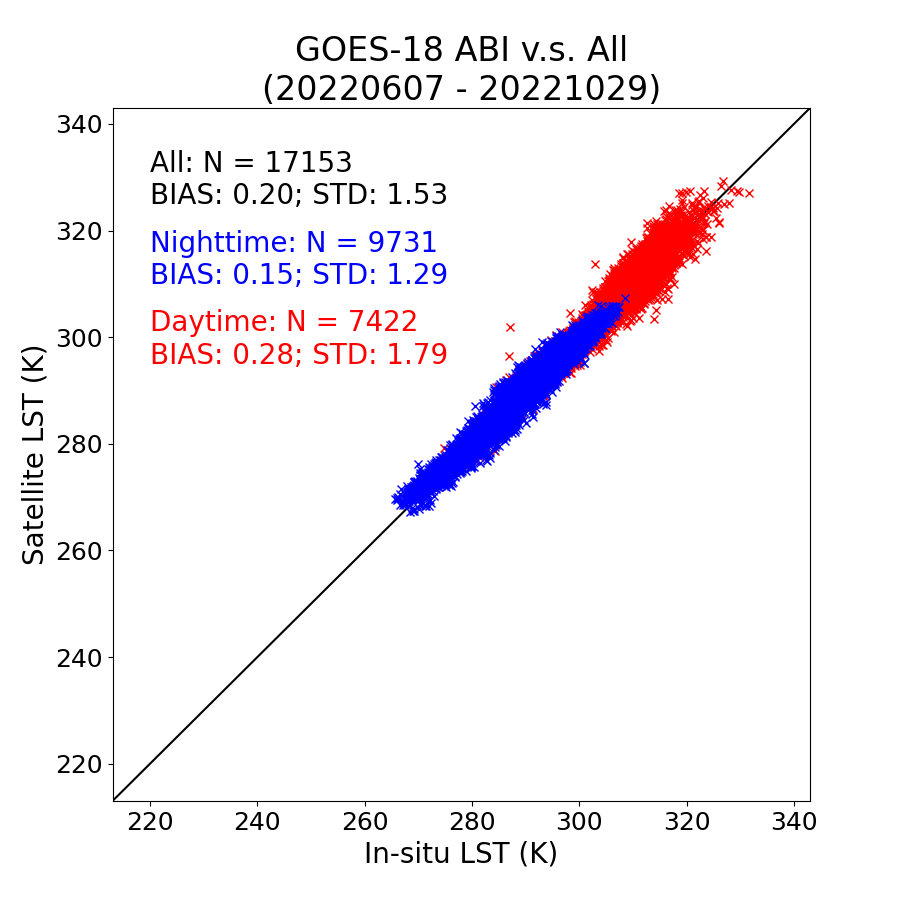 GOES-18 ABI v.s. All
(20220607 - 20221029)
All: N = 17153
BIAS: 0.20; STD: 1.53
Nighttime: N = 9731
BIAS: 0.15; STD: 1.29
Daytime: N = 7422
BIAS: 0.28; STD: 1.79
Satellite LST (K)
340
320
300
280
260
240
220
220 240 260 280 300 320 340
In-situ LST (K)